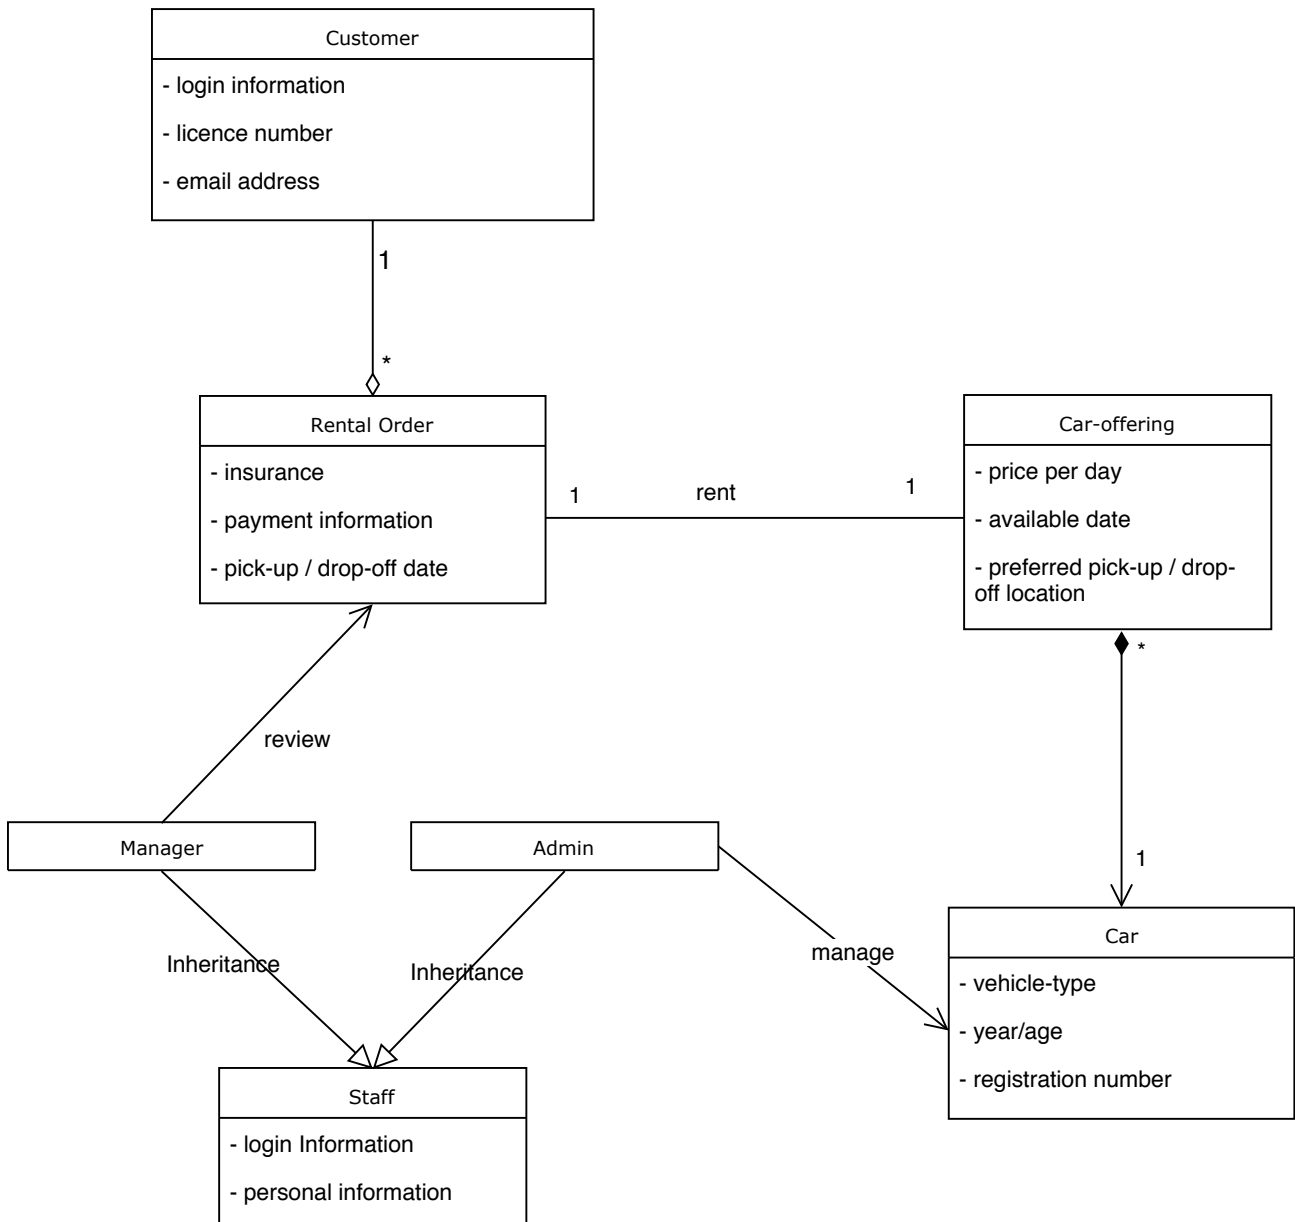 Customer
- login information
- licence number
- email address
1
*
Rental Order
- insurance
- payment information
- pick-up / drop-off date
1
rent
1
Car-offering
- price per day
- available date
- preferred pick-up / drop-
off location
*
review
Manager
Admin
1
Inheritance
Inheritance
manage
Car
- vehicle-type
- year/age
- registration number
Staff
- login Information
- personal information